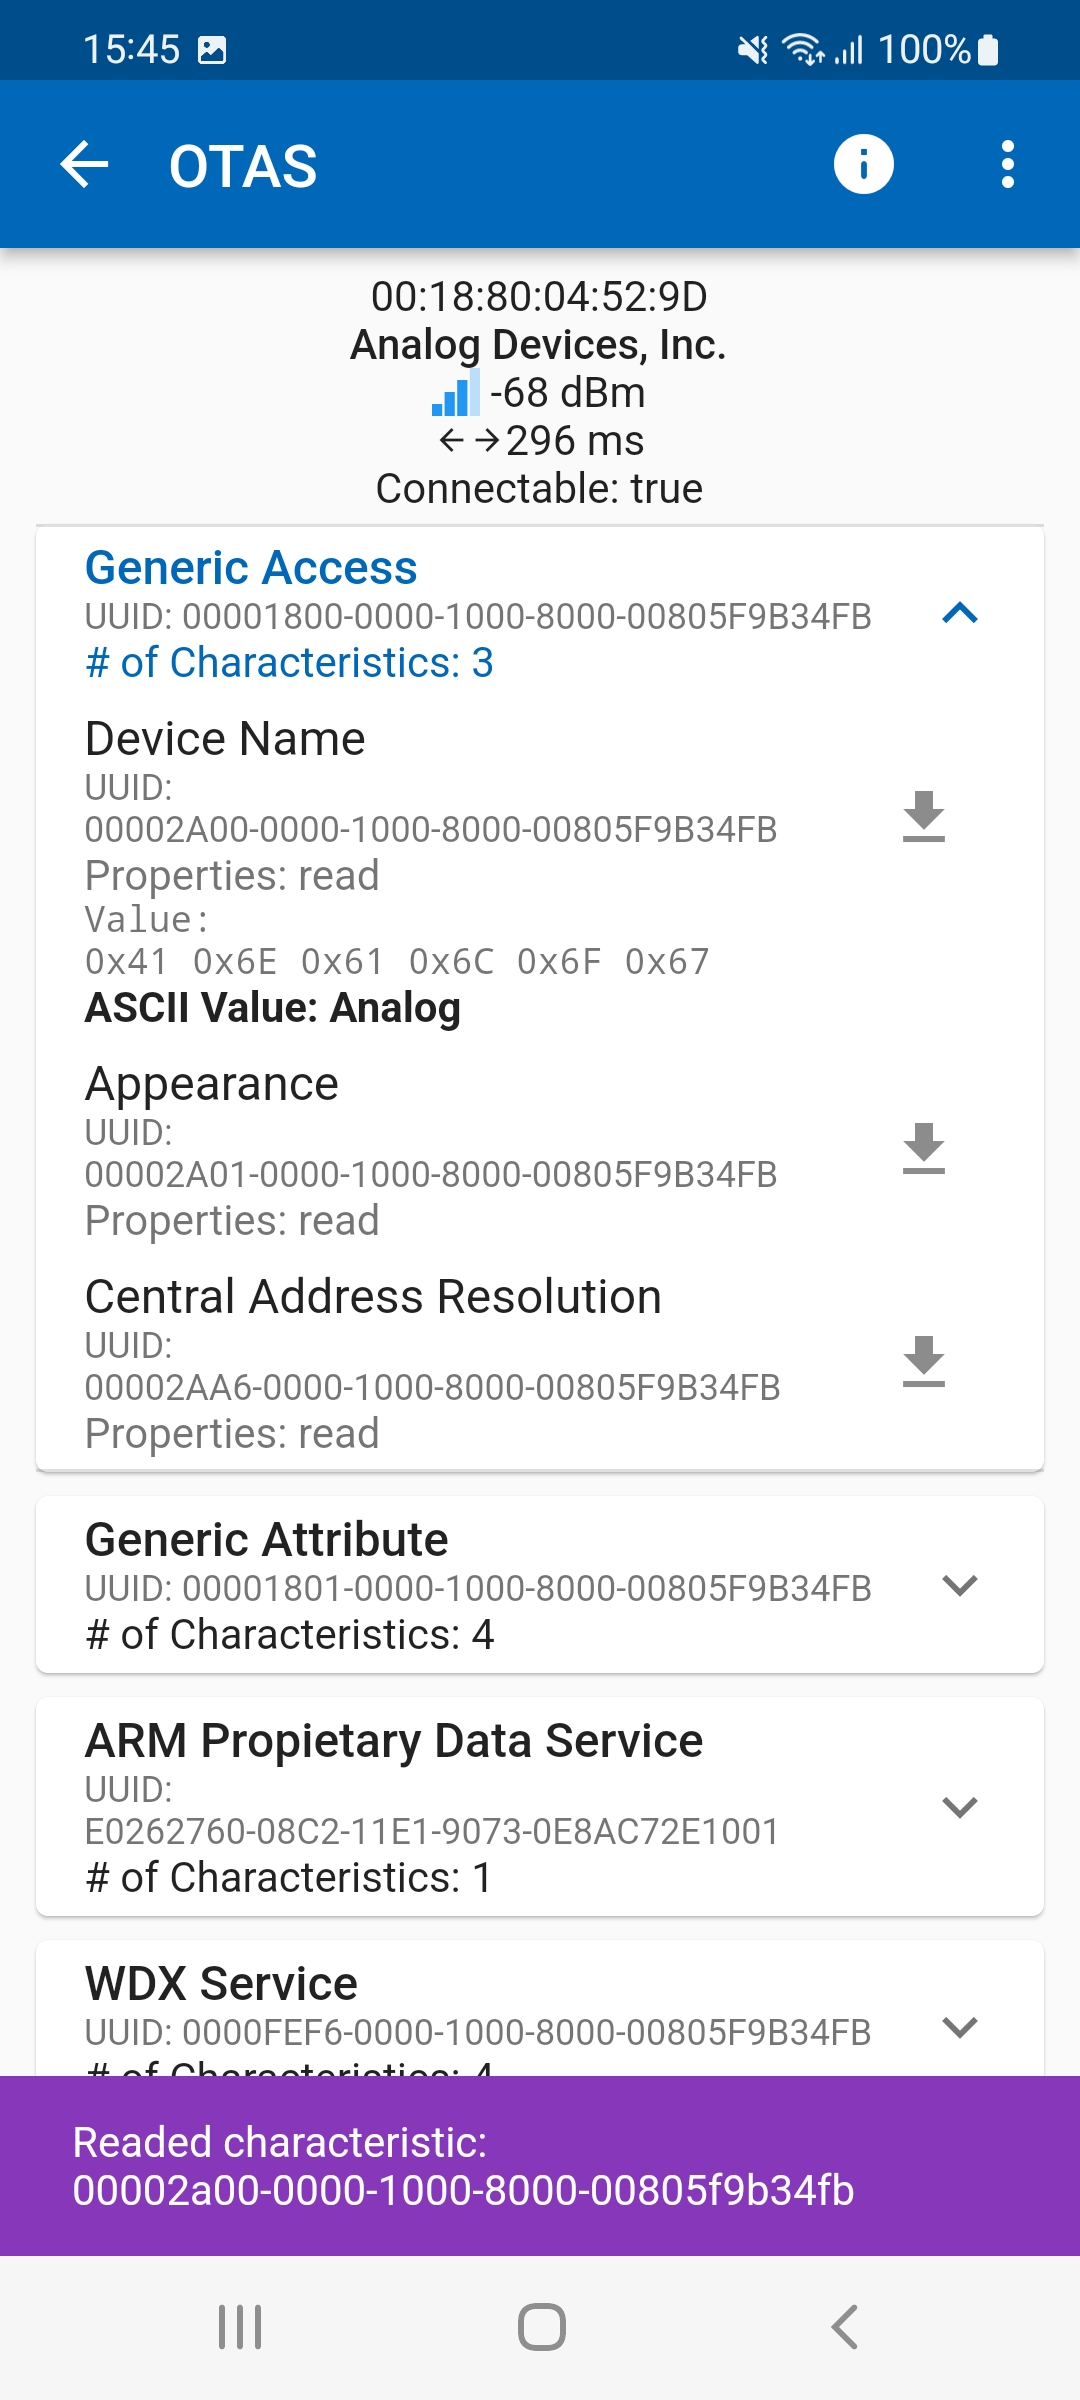 15:45
100%
OTAS
00:18:80:04:52:9D
Analog Devices, Inc.
-68 dBm
296 ms
Connectable: true
Generic Access
UUID: 00001800-0000-1000-8000-00805F9B34FB
# of Characteristics: 3
Device Name
UUID:
00002A00-0000-1000-8000-00805F9B34FB
Properties: read
Value:
0x41 0x6E 0x61 0x6C 0x6F 0x67
ASCII Value: Analog
Appearance
UUID:
00002A01-0000-1000-8000-00805F9B34FB
Properties: read
Central Address Resolution
UUID:
00002AA6-0000-1000-8000-00805F9B34FB
Properties: read
Generic Attribute
UUID: 00001801-0000-1000-8000-00805F9B34FB
# of Characteristics: 4
ARM Propietary Data Service
UUID:
E0262760-08C2-11E1-9073-0E8AC72E1001
# of Characteristics: 1
WDX Service
UUID: 0000FEF6-0000-1000-8000-00805F9B34FB
# of Characteristics: 4
Readed characteristic:
00002a00-0000-1000-8000-00805f9b34fb